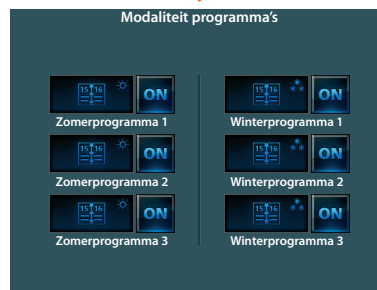 Modaliteit programma's
15 16 ON 15 16 ON
Zomerprogramma 1 Winterprogramma 1
15 16 ON 15 16 ON
Zomerprogramma 2 Winterprogramma 2
15 16 ON 15 16 ON
Zomerprogramma 3 Winterprogramma 3